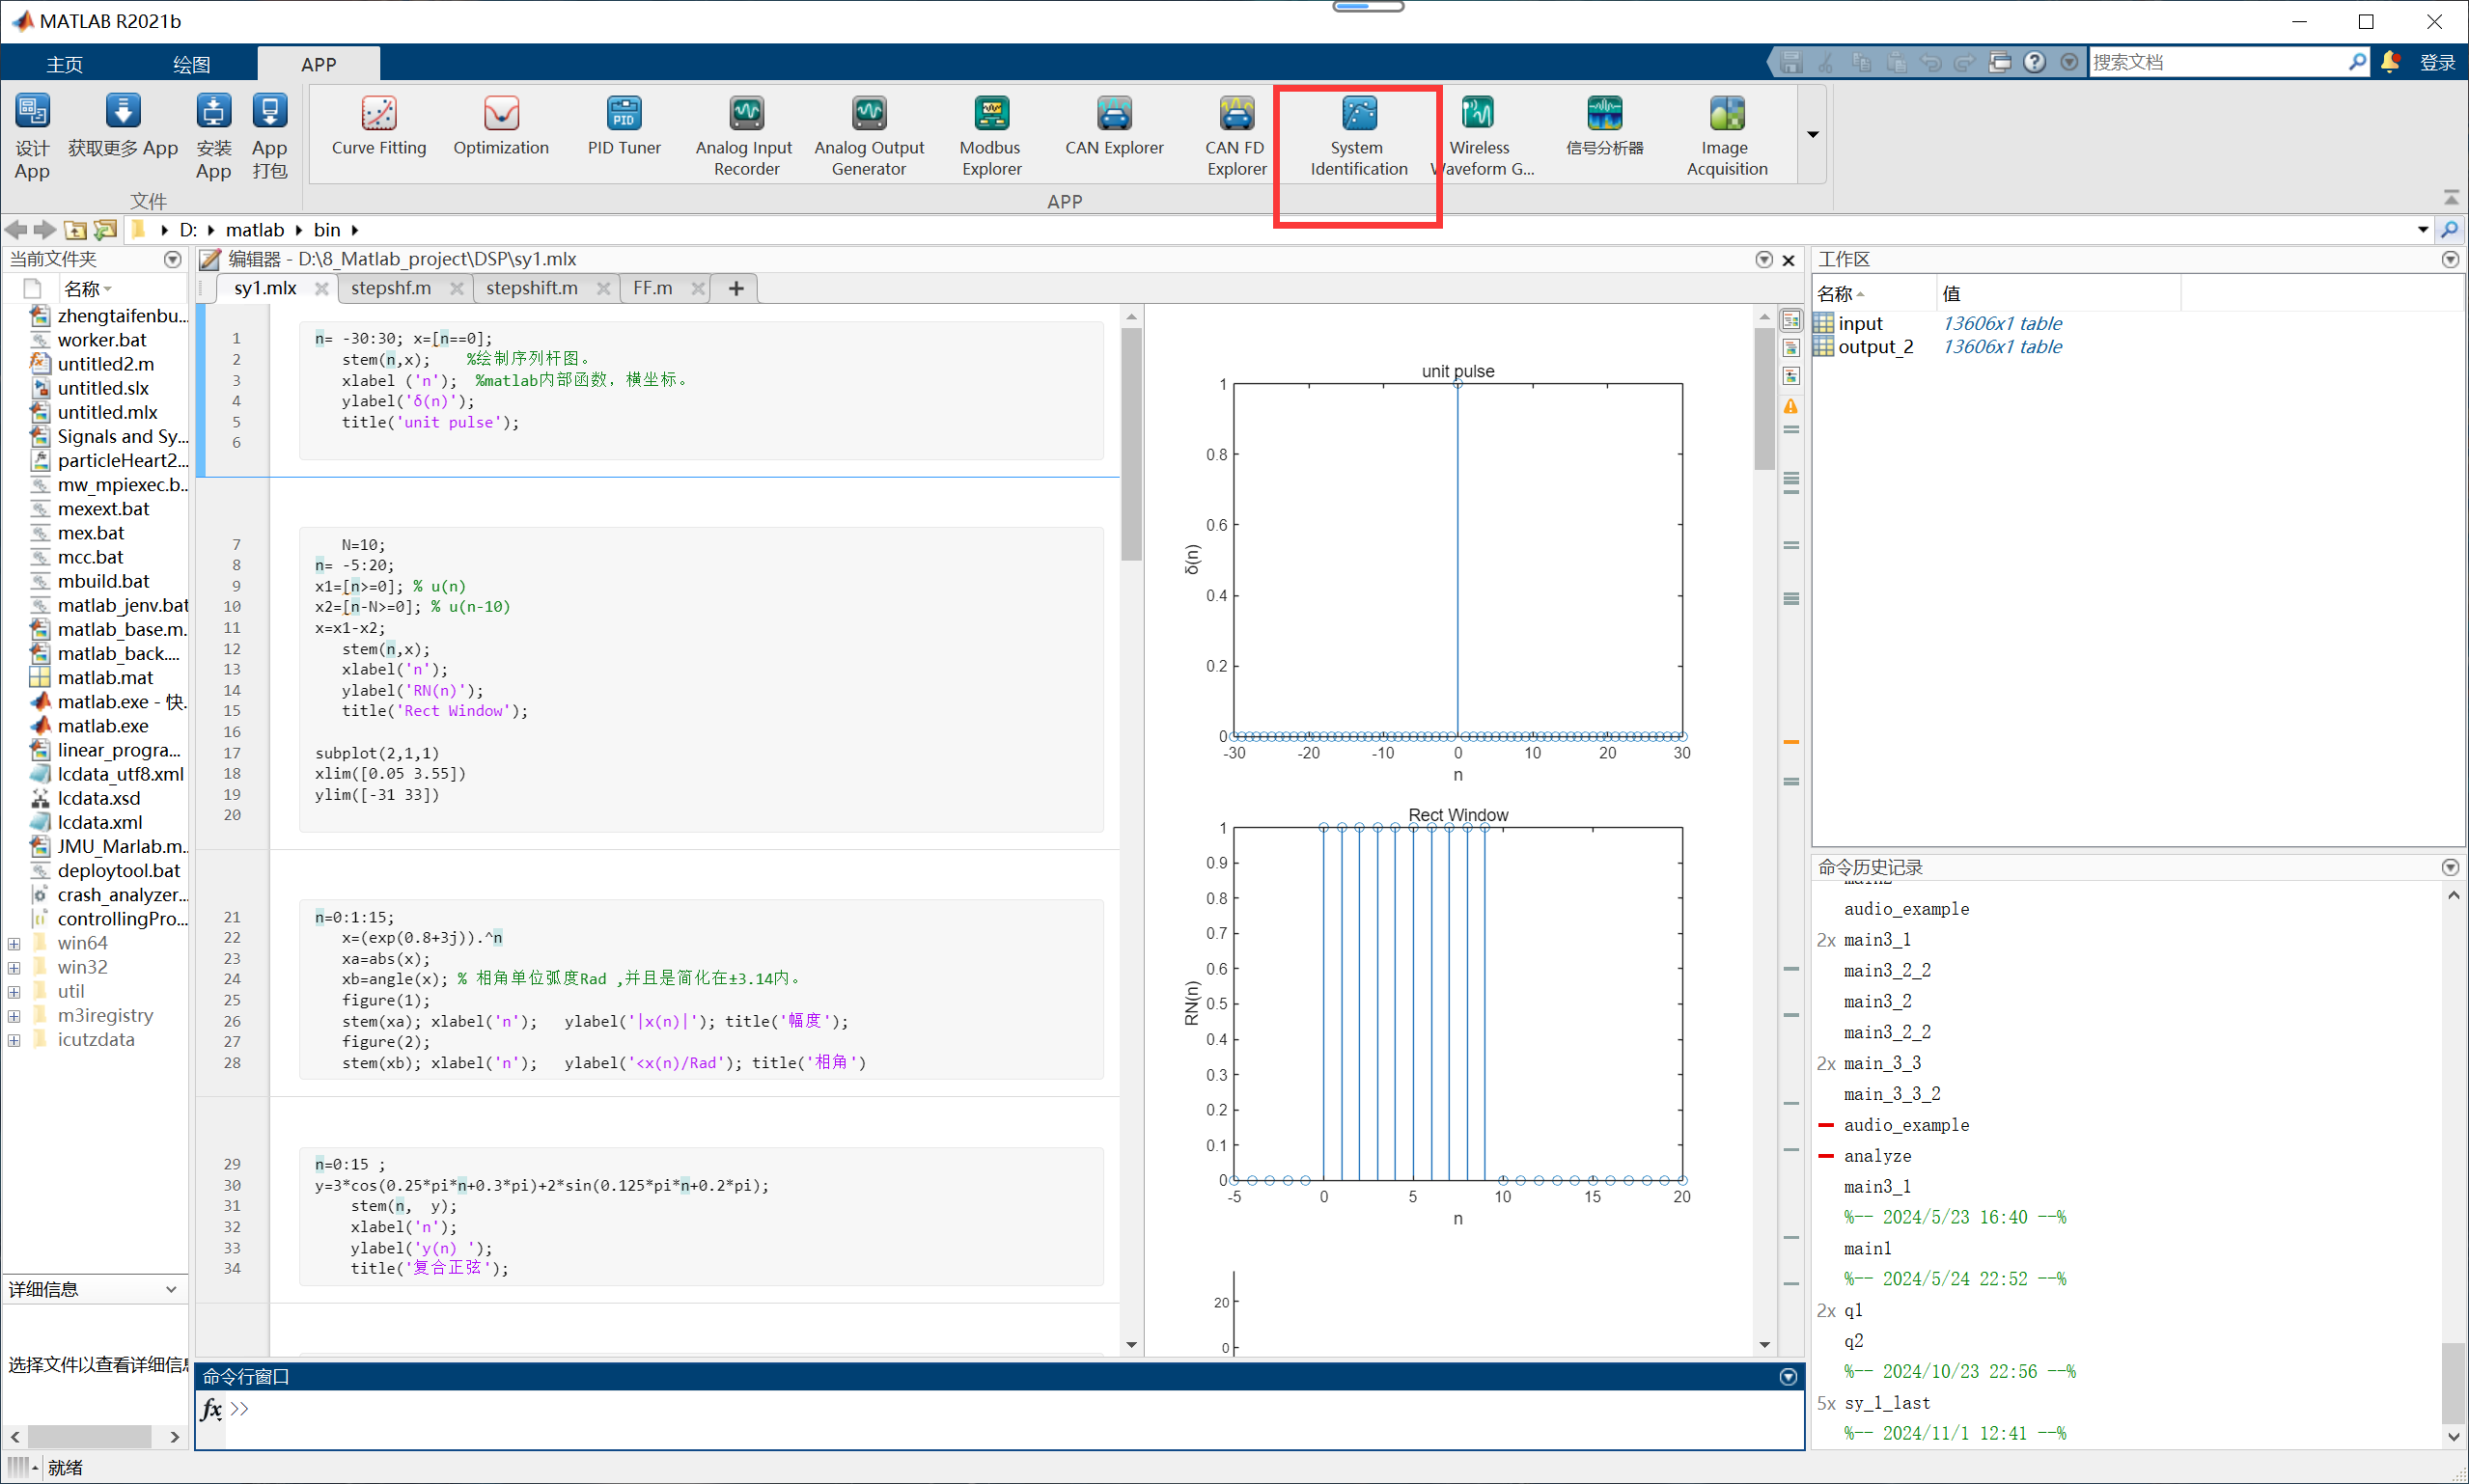 MATLAB R2021b
主页
绘图
APP
搜索文档
登录
设计
App
获取更多 App
安装
App
App
打包
文件
Curve Fitting
Optimization
PID
PID Tuner
Analog Input
Recorder
Analog Output
Generator
Modbus
Explorer
CAN Explorer
CAN FD
Explorer
System
Identification
Wireless
Waveform G...
信号分析器
Image
Acquisition
APP
D: matlab bin
当前文件夹
名称
zhengtaifenbu...
worker.bat
untitled2.m
untitled.slx
untitled.mlx
Signals and Sy...
particleHeart2...
mw_mpiexec.b...
mexext.bat
mex.bat
mcc.bat
mbuild.bat
matlab_jenv.bat
matlab_base.m...
matlab_back....
matlab.mat
matlab.exe - 快...
matlab.exe
linear_progra...
lcdata_utf8.xml
lcdata.xsd
lcdata.xml
JMU_Marlab.m...
deploytool.bat
crash_analyzer...
controllingPro...
win64
win32
util
m3iregistry
icutzdata
详细信息
选择文件以查看详细信息
就绪
编辑器 - D:\8_Matlab_project\DSP\sy1.mlx
sy1.mlx
stepshf.m
stepshift.m
FF.m
1 n= -30:30; x=[n==0];
2 stem(n,x); %绘制序列杆图。
3 xlabel ('n'); %matlab内部函数，横坐标。
4 ylabel('δ(n)');
5 title('unit pulse');
6
7 N=10;
8 n= -5:20;
9 x1=[n>=0]; % u(n)
10 x2=[n-N>=0]; % u(n-10)
11 x=x1-x2;
12 stem(n,x);
13 xlabel('n');
14 ylabel('RN(n)');
15 title('Rect Window');
16
17 subplot(2,1,1)
18 xlim([0.05 3.55])
19 ylim([-31 33])
20
21 n=0:1:15;
22 x=(exp(0.8+3j)).^n
23 xa=abs(x);
24 xb=angle(x); % 相角单位弧度Rad ,并且是简化在±3.14内。
25 figure(1);
26 stem(xa); xlabel('n'); ylabel('|x(n)|'); title('幅度');
27 figure(2);
28 stem(xb); xlabel('n'); ylabel('<x(n)/Rad'); title('相角')
29 n=0:15 ;
30 y=3*cos(0.25*pi*n+0.3*pi)+2*sin(0.125*pi*n+0.2*pi);
31 stem(n, y);
32 xlabel('n');
33 ylabel('y(n) ');
34 title('复合正弦');
unit pulse
1
0.8
0.6
0.4
0.2
0
δ(n)
-30 -20 -10 0 10 20 30
n
Rect Window
1
0.9
0.8
0.7
0.6
0.5
0.4
0.3
0.2
0.1
0
RN(n)
-5 0 5 10 15 20
n
20
0
命令行窗口
fx >>
工作区
名称 值
input 13606x1 table
output_2 13606x1 table
命令历史记录
main2
audio_example
2x main3_1
main3_2_2
main3_2
main3_2_2
2x main_3_3
main_3_3_2
audio_example
analyze
main3_1
%-- 2024/5/23 16:40 --%
main1
%-- 2024/5/24 22:52 --%
2x q1
q2
%-- 2024/10/23 22:56 --%
5x sy_1_last
%-- 2024/11/1 12:41 --%